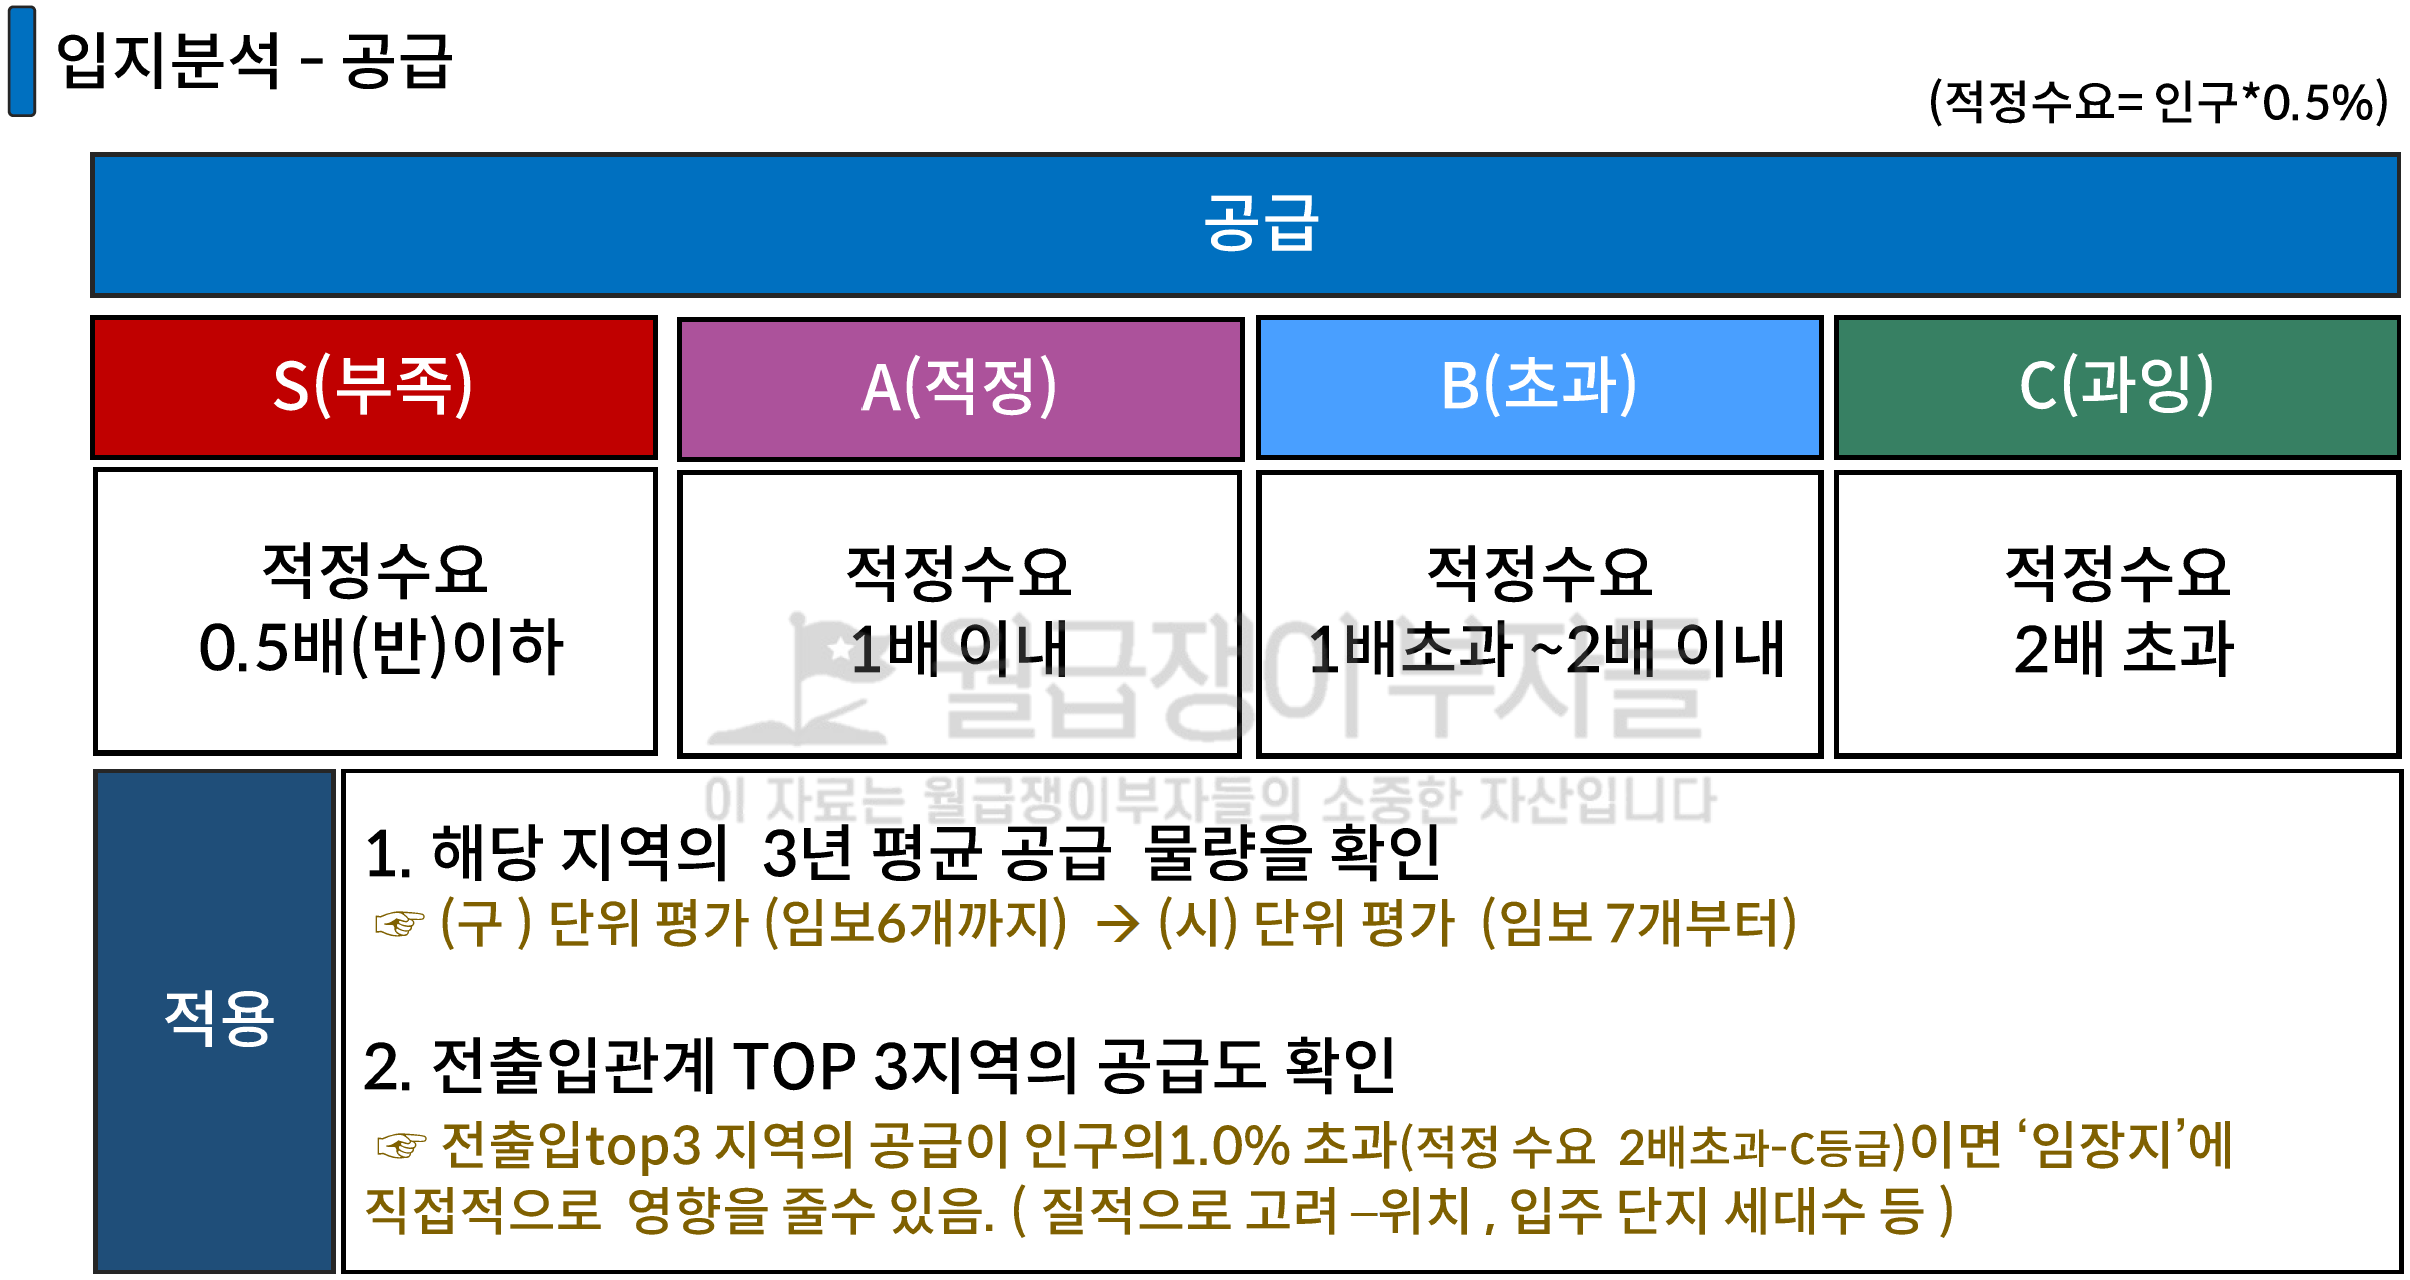 입지분석 - 공급
(적정수요= 인구*0.5%)
공급
S(부족)
A(적정)
B(초과)
C(과잉)
적정수요
0.5배(반)이하
적정수요
1배 이내
적정수요
1배초과 ~2배 이내
적정수요
2배 초과
월급쟁이부자들
이 자료는 월급쟁이부자들의 소중한 자산입니다
적용
1. 해당 지역의 3년 평균 공급 물량을 확인
☞ (구 ) 단위 평가 (임보6개까지) → (시) 단위 평가 (임보 7개부터)
2. 전출입관계 TOP 3지역의 공급도 확인
☞ 전출입top3 지역의 공급이 인구의1.0% 초과(적정 수요 2배초과-C등급)이면 ‘임장지’에
직접적으로 영향을 줄수 있음. ( 질적으로 고려 –위치 , 입주 단지 세대수 등 )